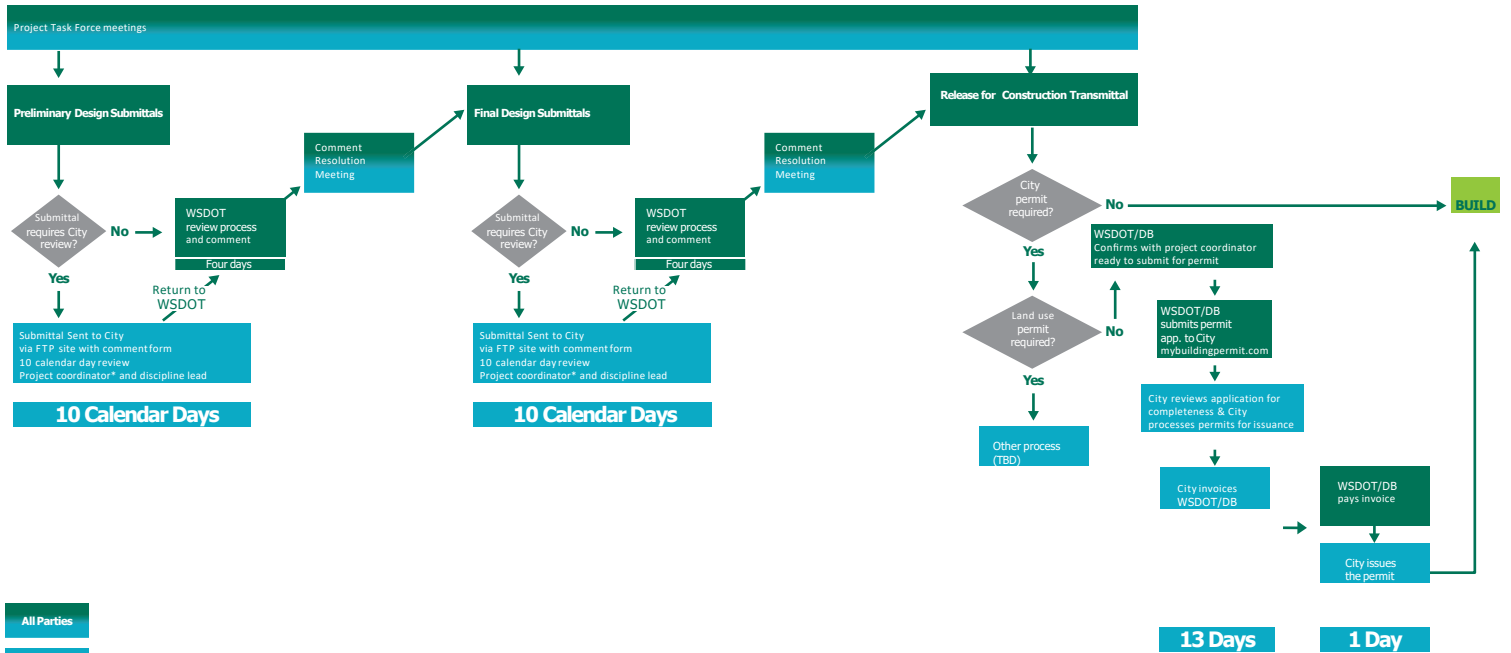 Project Task Force meetings
Preliminary Design Submittals
Submittal
requires City
review?
No
Yes
WSDOT
review process
and comment
Four days
Return to
WSDOT
Submittal Sent to City
via FTP site with comment form
10 calendar day review
Project coordinator* and discipline lead
10 Calendar Days
Comment
Resolution
Meeting
Final Design Submittals
Submittal
requires City
review?
No
Yes
WSDOT
review process
and comment
Four days
Return to
WSDOT
Submittal Sent to City
via FTP site with comment form
10 calendar day review
Project coordinator* and discipline lead
10 Calendar Days
Comment
Resolution
Meeting
Release for Construction Transmittal
City
permit
required?
No
BUILD
Yes
Land use
permit
required?
No
Yes
Other process
(TBD)
WSDOT/DB
Confirms with project coordinator
ready to submit for permit
WSDOT/DB
submits permit
app. to City
mybuildingpermit.com
City reviews application for
completeness & City
processes permits for issuance
City invoices
WSDOT/DB
WSDOT/DB
pays invoice
City issues
the permit
13 Days
1 Day
All Parties